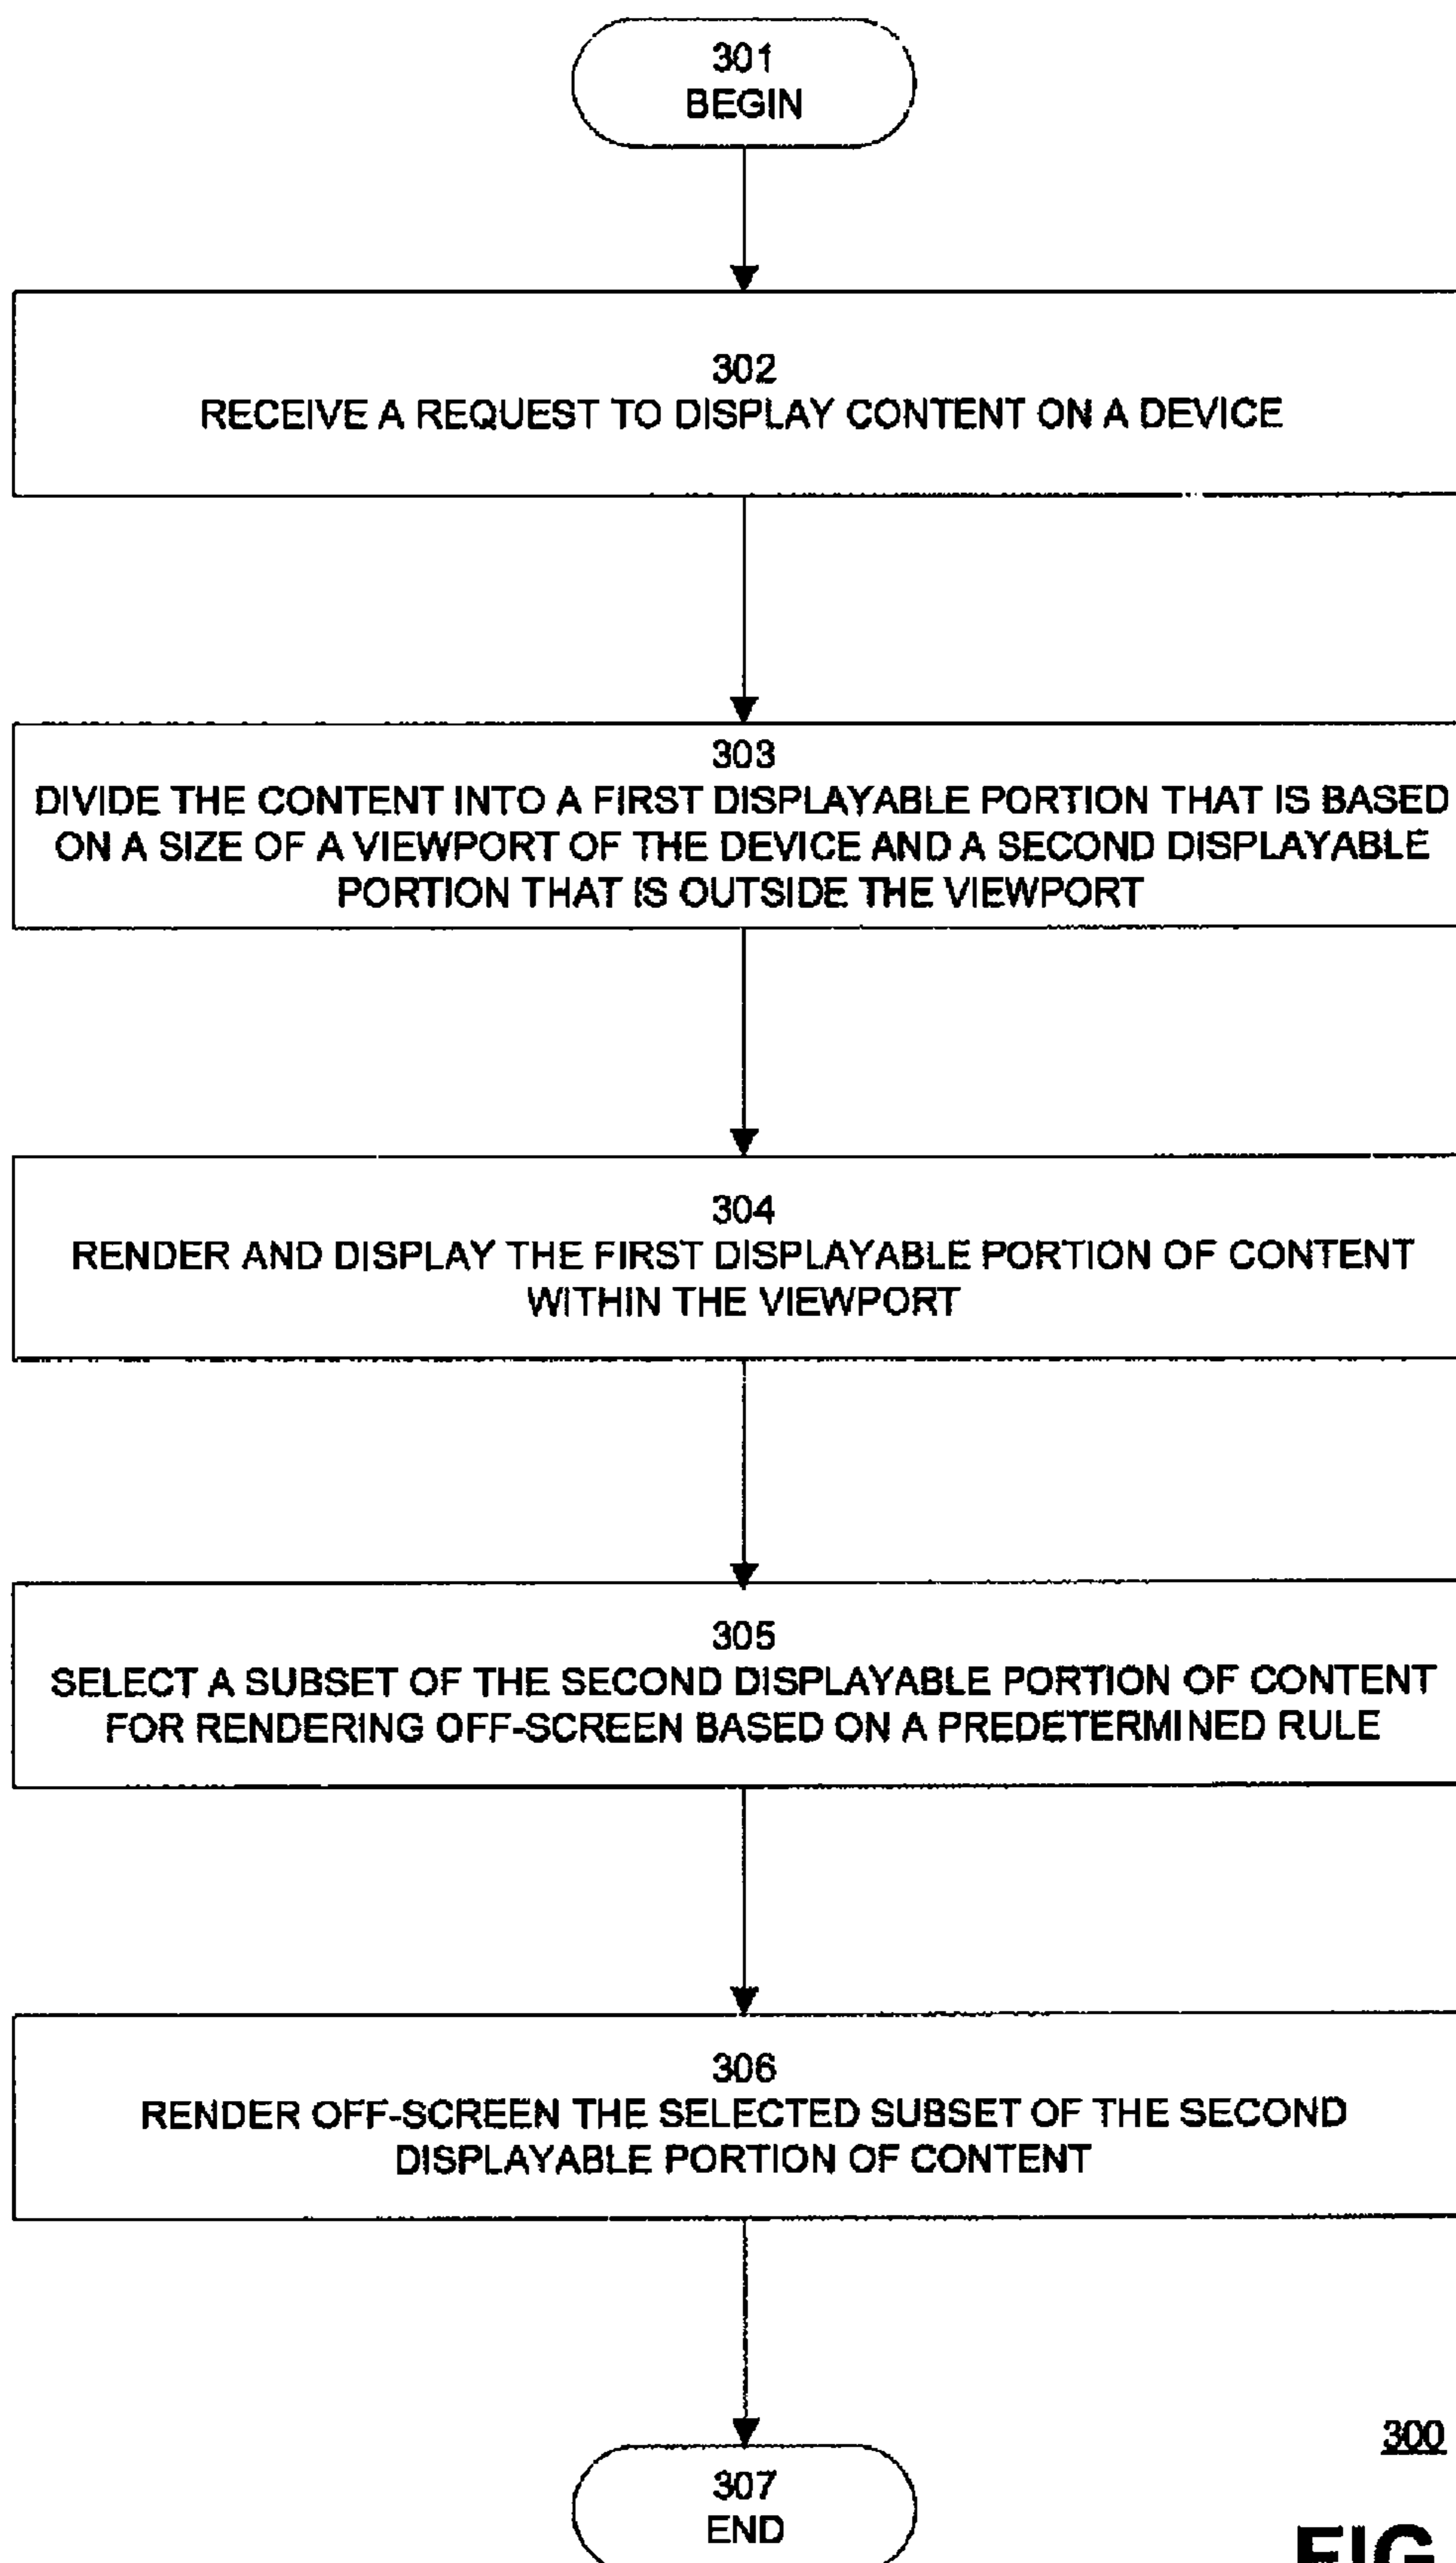 301
BEGIN
302
RECEIVE A REQUEST TO DISPLAY CONTENT ON A DEVICE
303
DIVIDE THE CONTENT INTO A FIRST DISPLAYABLE PORTION THAT IS BASED
ON A SIZE OF A VIEWPORT OF THE DEVICE AND A SECOND DISPLAYABLE
PORTION THAT IS OUTSIDE THE VIEWPORT
304
RENDER AND DISPLAY THE FIRST DISPLAYABLE PORTION OF CONTENT
WITHIN THE VIEWPORT
305
SELECT A SUBSET OF THE SECOND DISPLAYABLE PORTION OF CONTENT
FOR RENDERING OFF-SCREEN BASED ON A PREDETERMINED RULE
306
RENDER OFF-SCREEN THE SELECTED SUBSET OF THE SECOND
DISPLAYABLE PORTION OF CONTENT
300
307
END
FIG